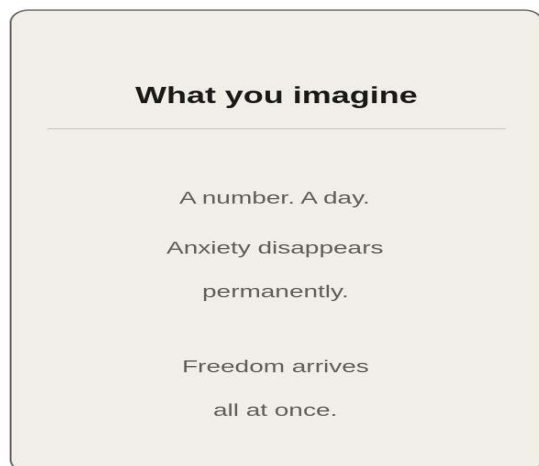 What you imagine
A number. A day.
Anxiety disappears
permanently.
Freedom arrives
all at once.